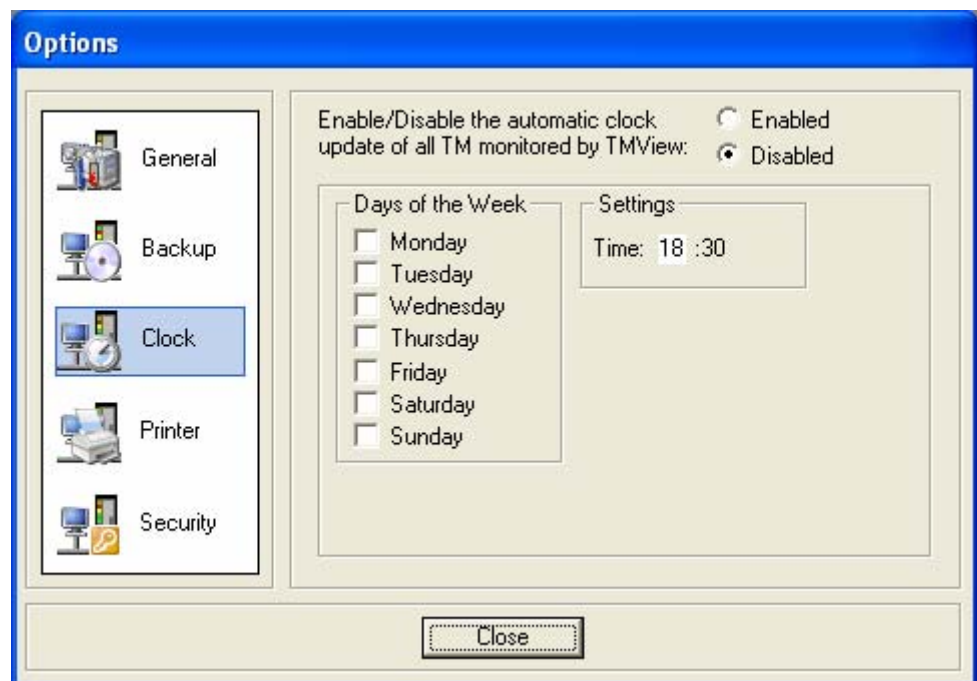 Options
General
Backup
Clock
Printer
Security
Enable/Disable the automatic clock
update of all TM monitored by TMView:
Enabled
Disabled
Days of the Week
Monday
Tuesday
Wednesday
Thursday
Friday
Saturday
Sunday
Settings
Time: 18 :30
Close